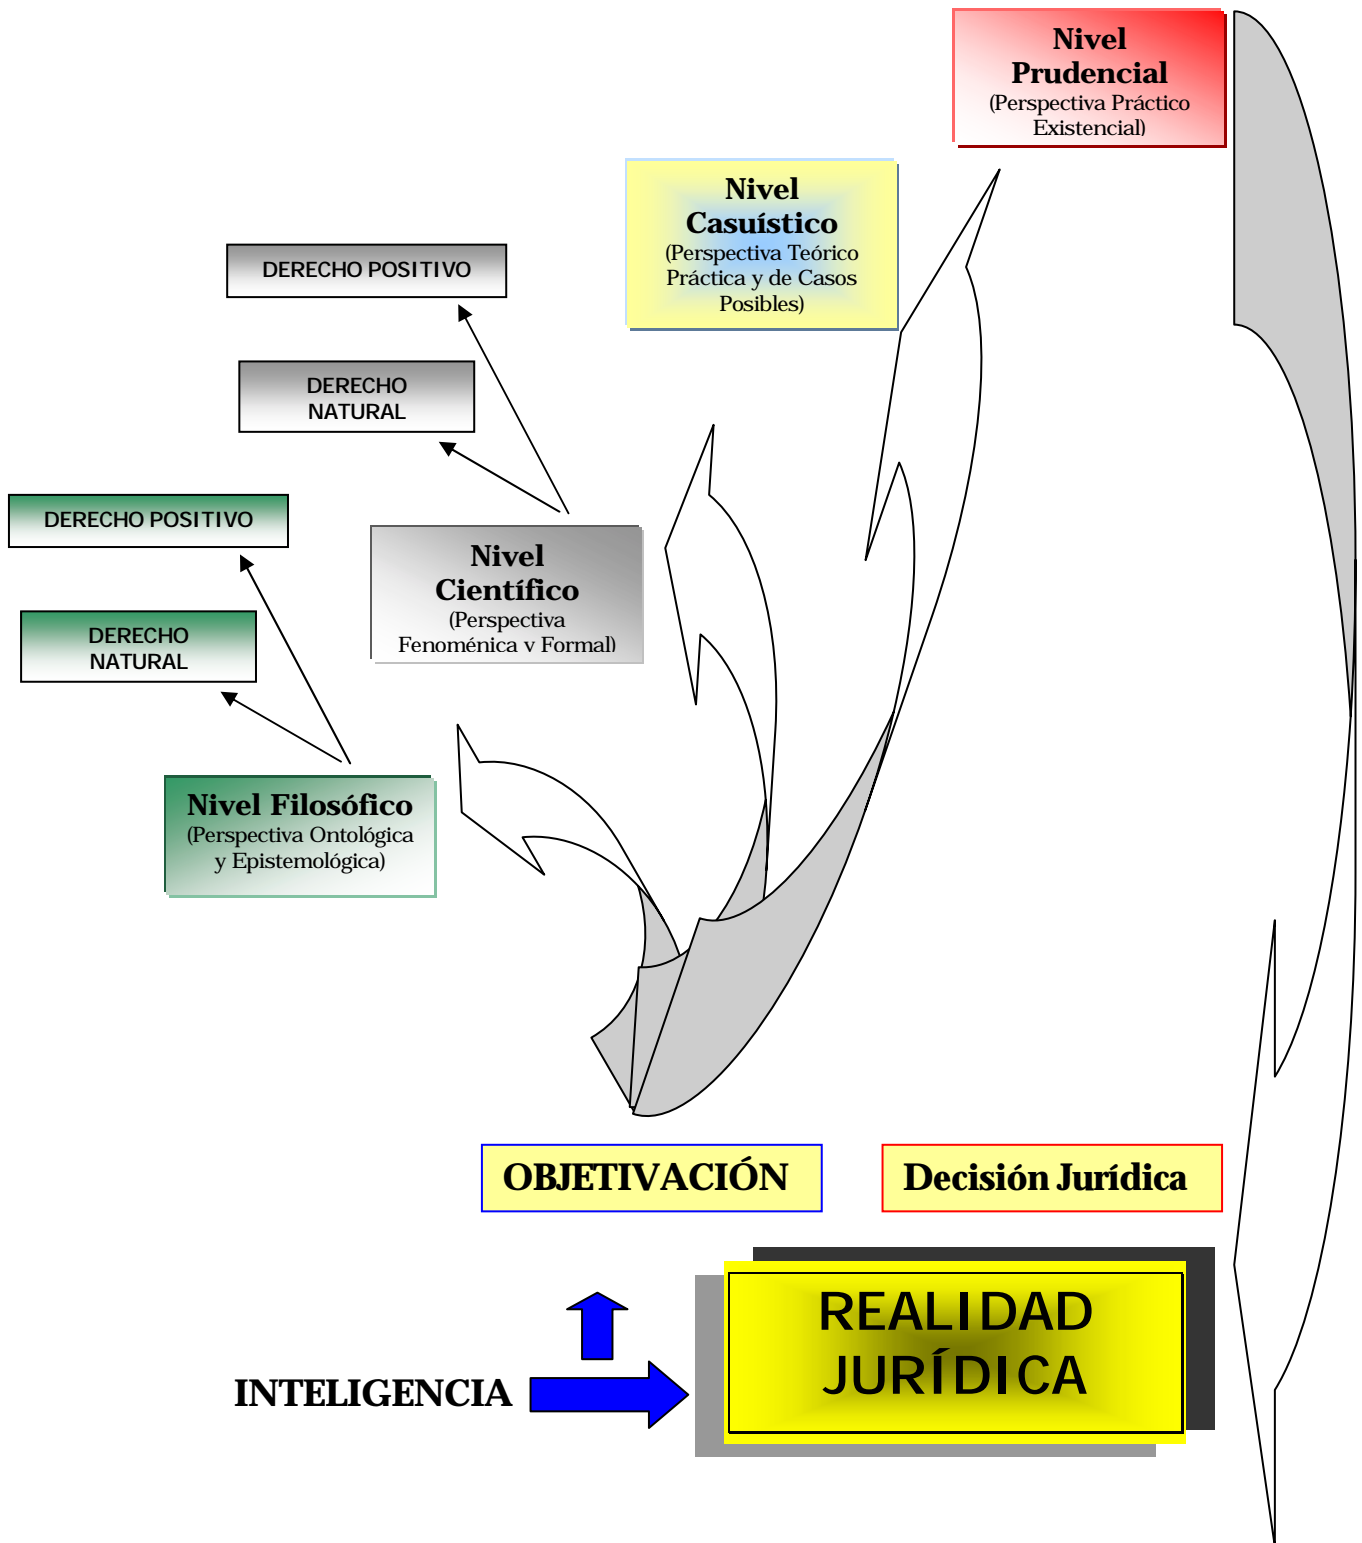 Nivel
Prudencial
(Perspectiva Práctico
Existencial)
Nivel
Casuístico
(Perspectiva Teórico
Práctica y de Casos
Posibles)
DERECHO POSITIVO
DERECHO
NATURAL
DERECHO POSITIVO
DERECHO
NATURAL
Nivel
Científico
(Perspectiva
Fenoménica y Formal)
Nivel Filosófico
(Perspectiva Ontológica
y Epistemológica)
OBJETIVACIÓN
Decisión Jurídica
REALIDAD
JURÍDICA
INTELIGENCIA